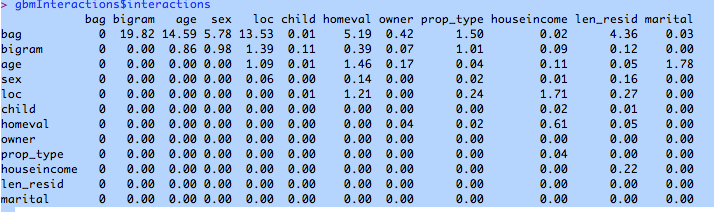 > gbmInteractions$interactions
bag bigram age sex loc child homeval owner prop_type houseincome len_resid marital
bag 0 19.82 14.59 5.78 13.53 0.01 5.19 0.42 1.50 0.02 4.36 0.03
bigram 0 0.00 0.86 0.98 1.39 0.11 0.39 0.07 1.01 0.09 0.12 0.00
age 0 0.00 0.00 0.00 1.09 0.01 1.46 0.17 0.04 0.11 0.05 1.78
sex 0 0.00 0.00 0.00 0.06 0.00 0.14 0.00 0.02 0.01 0.16 0.00
loc 0 0.00 0.00 0.00 0.00 0.01 1.21 0.00 0.24 1.71 0.27 0.00
child 0 0.00 0.00 0.00 0.00 0.00 0.00 0.00 0.00 0.02 0.01 0.00
homeval 0 0.00 0.00 0.00 0.00 0.00 0.00 0.04 0.02 0.61 0.05 0.00
owner 0 0.00 0.00 0.00 0.00 0.00 0.00 0.00 0.00 0.00 0.00 0.00
prop_type 0 0.00 0.00 0.00 0.00 0.00 0.00 0.00 0.00 0.04 0.00 0.00
houseincome 0 0.00 0.00 0.00 0.00 0.00 0.00 0.00 0.00 0.00 0.22 0.00
len_resid 0 0.00 0.00 0.00 0.00 0.00 0.00 0.00 0.00 0.00 0.00 0.00
marital 0 0.00 0.00 0.00 0.00 0.00 0.00 0.00 0.00 0.00 0.00 0.00